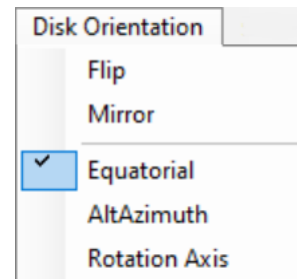 Disk Orientation
Flip
Mirror
Equatorial
AltAzimuth
Rotation Axis